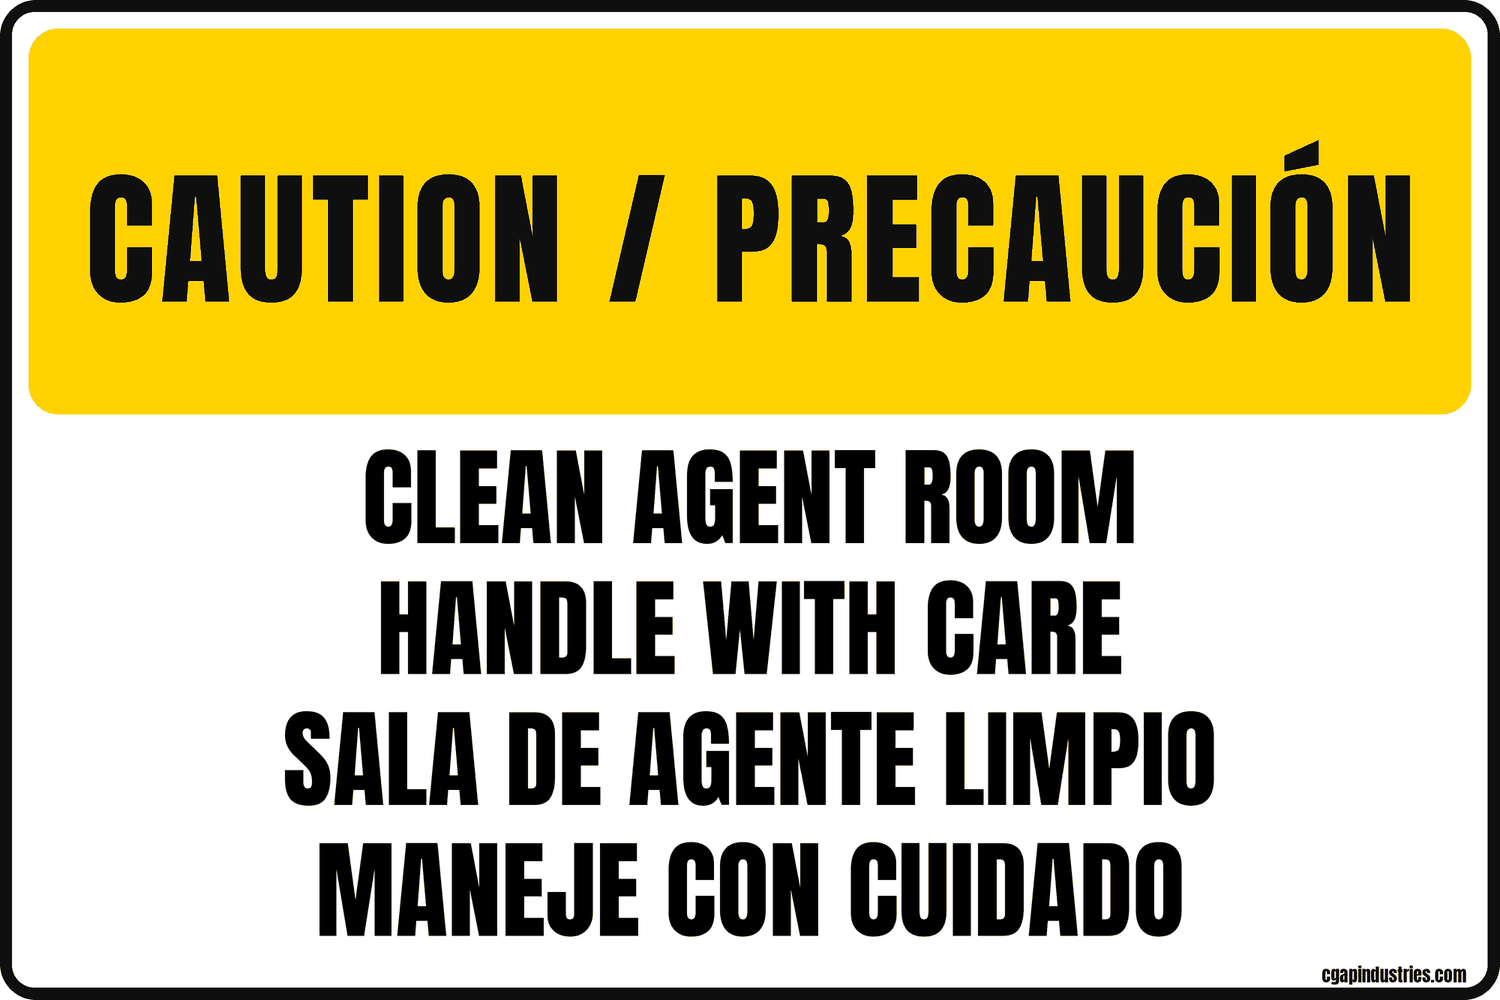 CAUTION / PRECAUCIÓN
CLEAN AGENT ROOM
HANDLE WITH CARE
SALA DE AGENTE LIMPIO
MANEJE CON CUIDADO
cgapindustries.com